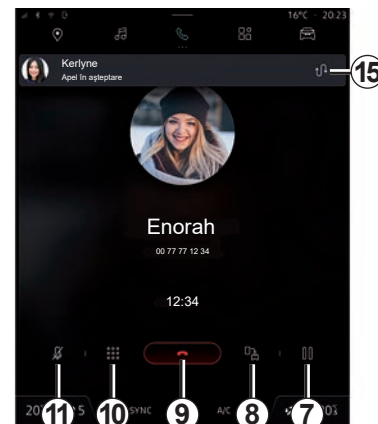 16°C 20:23
Kerlyne
Apel în așteptare
15
Enorah
00 77 77 12 34
12:34
SYNC A/C
11 10 9 8 7